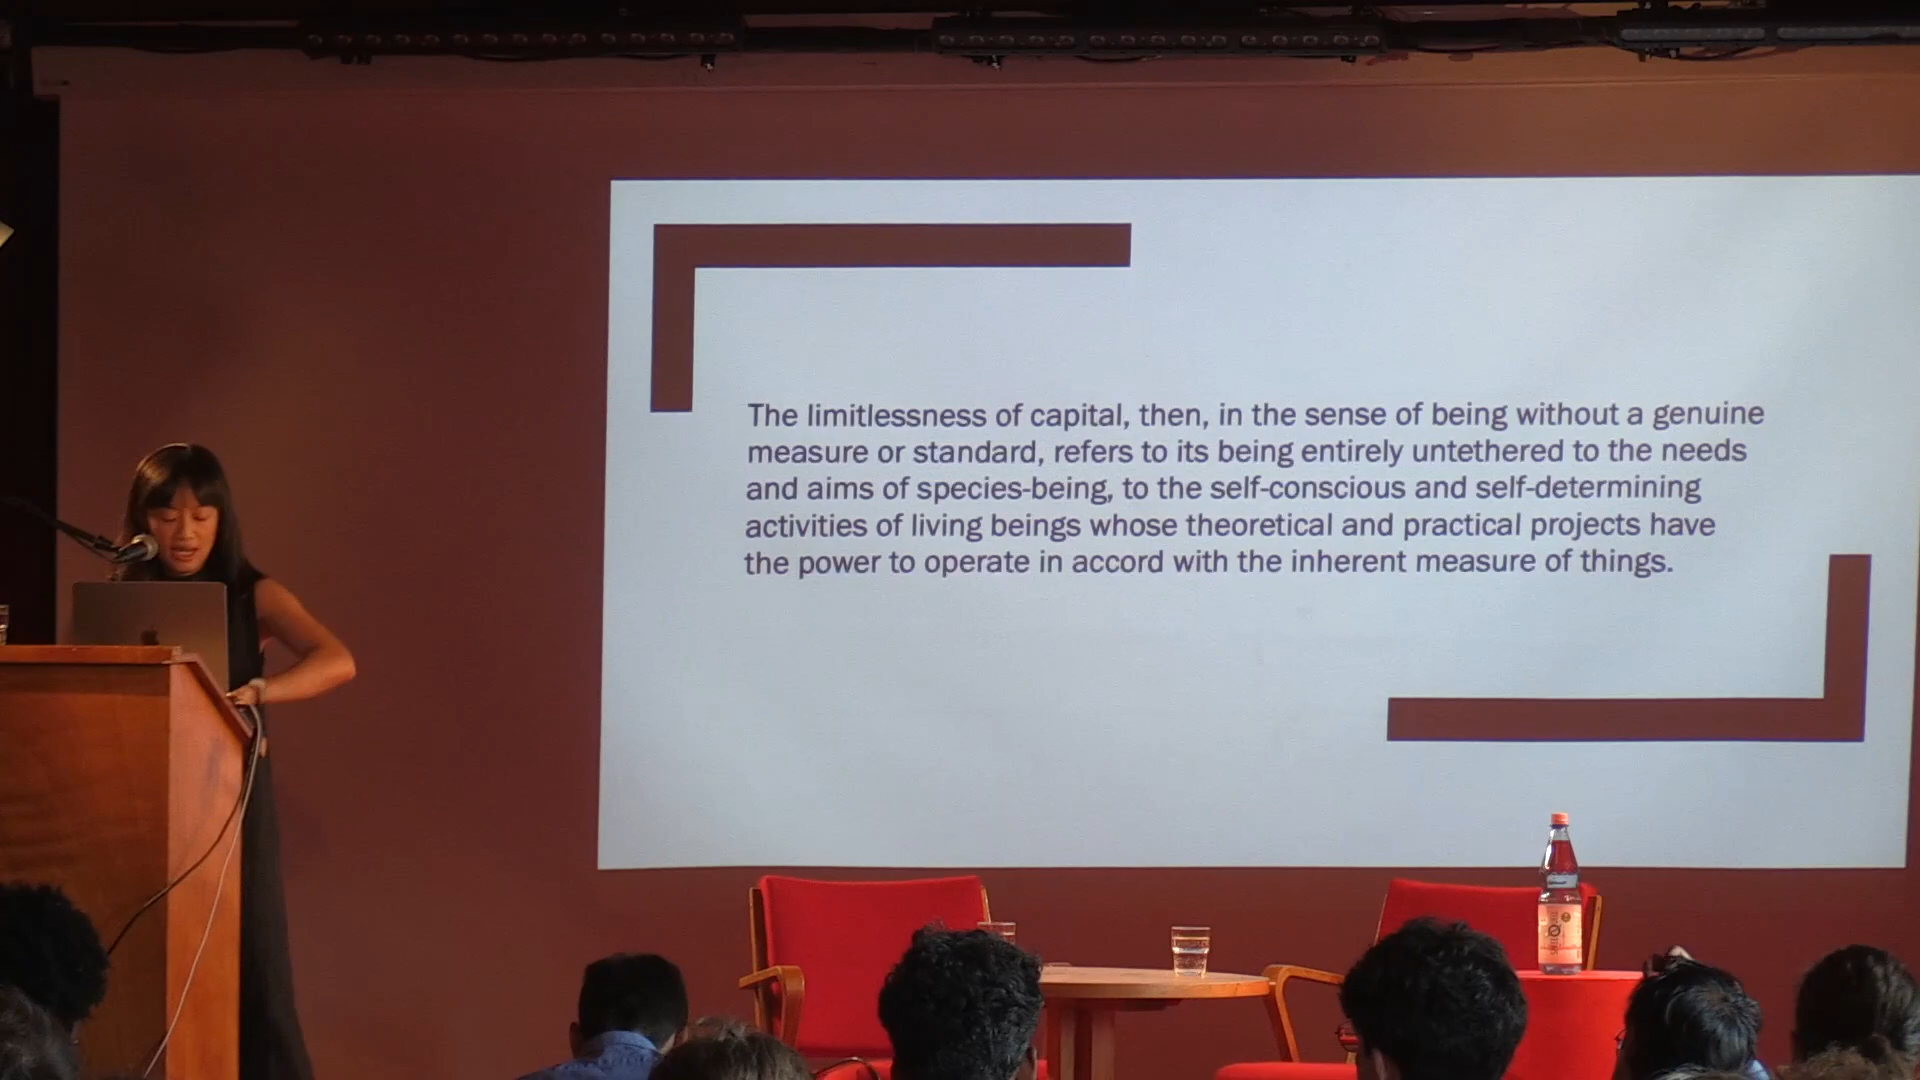 The limitlessness of capital, then, in the sense of being without a genuine
measure or standard, refers to its being entirely untethered to the needs
and aims of species-being, to the self-conscious and self-determining
activities of living beings whose theoretical and practical projects have
the power to operate in accord with the inherent measure of things.